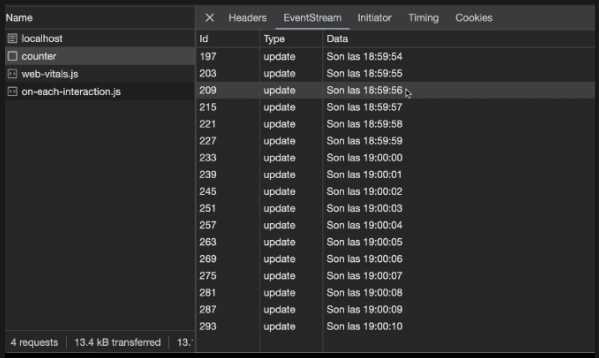 Name
Headers EventStream Initiator Timing Cookies
localhost
counter
web-vitals.js
on-each-interaction.js
Id Type Data
197 update Son las 18:59:54
203 update Son las 18:59:55
209 update Son las 18:59:56
215 update Son las 18:59:57
221 update Son las 18:59:58
227 update Son las 18:59:59
233 update Son las 19:00:00
239 update Son las 19:00:01
245 update Son las 19:00:02
251 update Son las 19:00:03
257 update Son las 19:00:04
263 update Son las 19:00:05
269 update Son las 19:00:06
275 update Son las 19:00:07
281 update Son las 19:00:08
287 update Son las 19:00:09
293 update Son las 19:00:10
4 requests 13.4 kB transferred 13.